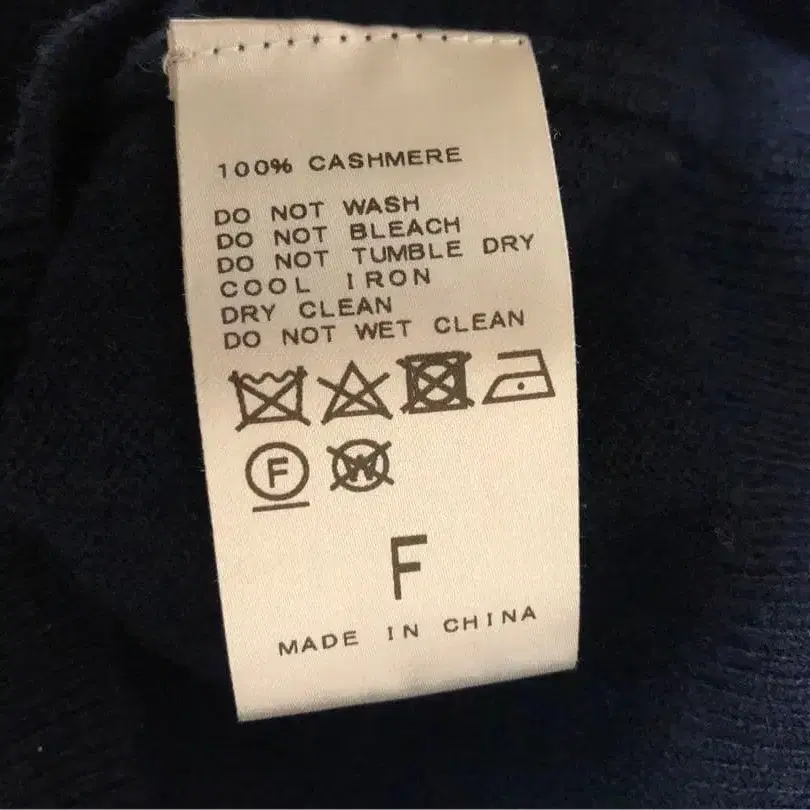 100% CASHMERE
DO NOT WASH
DO NOT BLEACH
DO NOT TUMBLE DRY
COOL IRON
DRY CLEAN
DO NOT WET CLEAN
F W
F
MADE IN CHINA